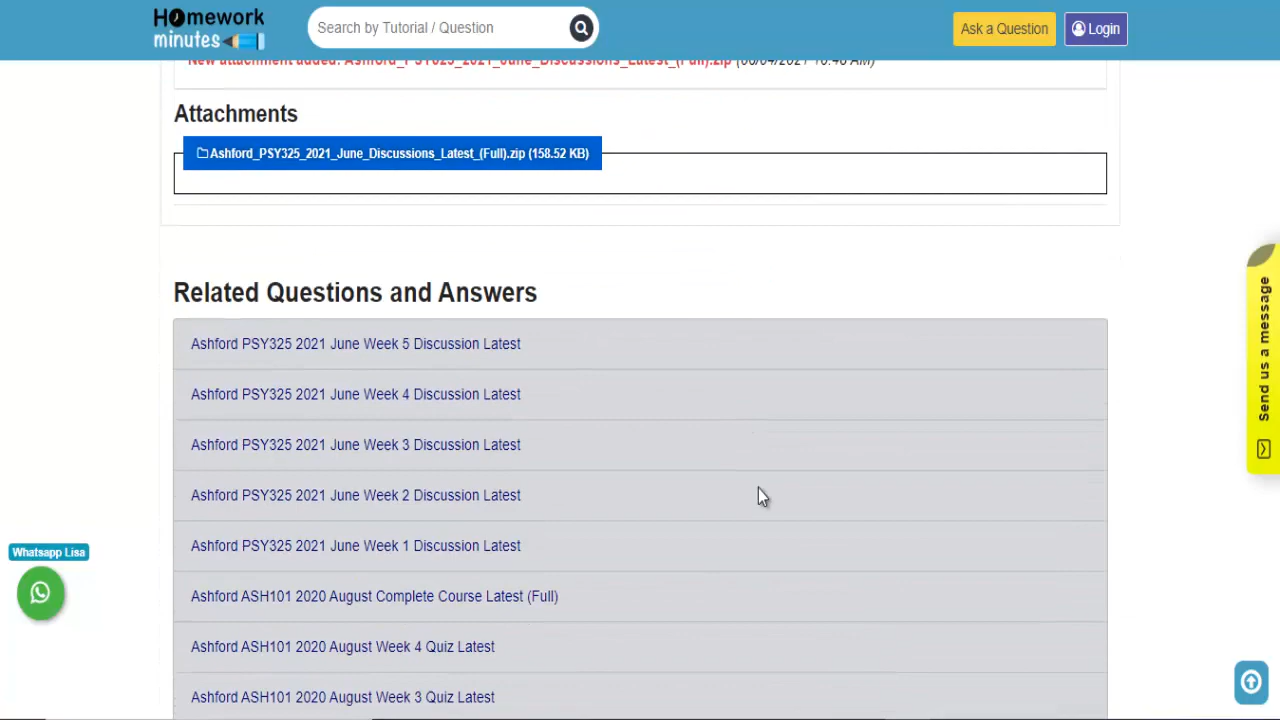 Homework
minutes
Search by Tutorial / Question
Ask a Question
Login
New attachment added: Ashford_PSY325_2021_June_Discussions_Latest_(Full).zip
Attachments
Ashford_PSY325_2021_June_Discussions_Latest_(Full).zip (158.52 KB)
Related Questions and Answers
Ashford PSY325 2021 June Week 5 Discussion Latest
Ashford PSY325 2021 June Week 4 Discussion Latest
Ashford PSY325 2021 June Week 3 Discussion Latest
Ashford PSY325 2021 June Week 2 Discussion Latest
Ashford PSY325 2021 June Week 1 Discussion Latest
Ashford ASH101 2020 August Complete Course Latest (Full)
Ashford ASH101 2020 August Week 4 Quiz Latest
Ashford ASH101 2020 August Week 3 Quiz Latest
Send us a message
Whatsapp Lisa